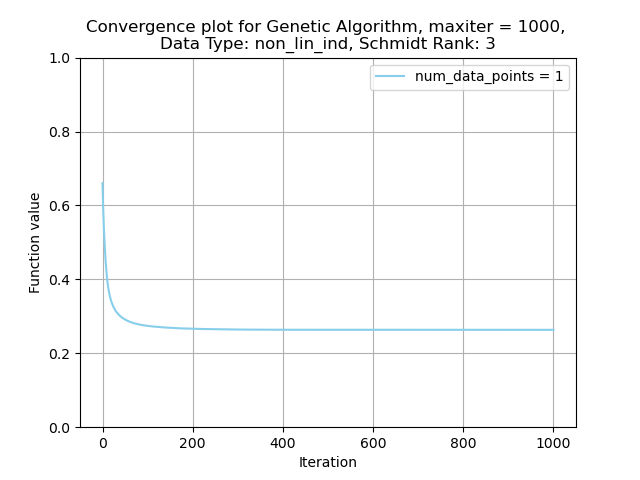 Convergence plot for Genetic Algorithm, maxiter = 1000,
Data Type: non_lin_ind, Schmidt Rank: 3
num_data_points = 1
Function value
1.0
0.8
0.6
0.4
0.2
0.0
0 200 400 600 800 1000
Iteration